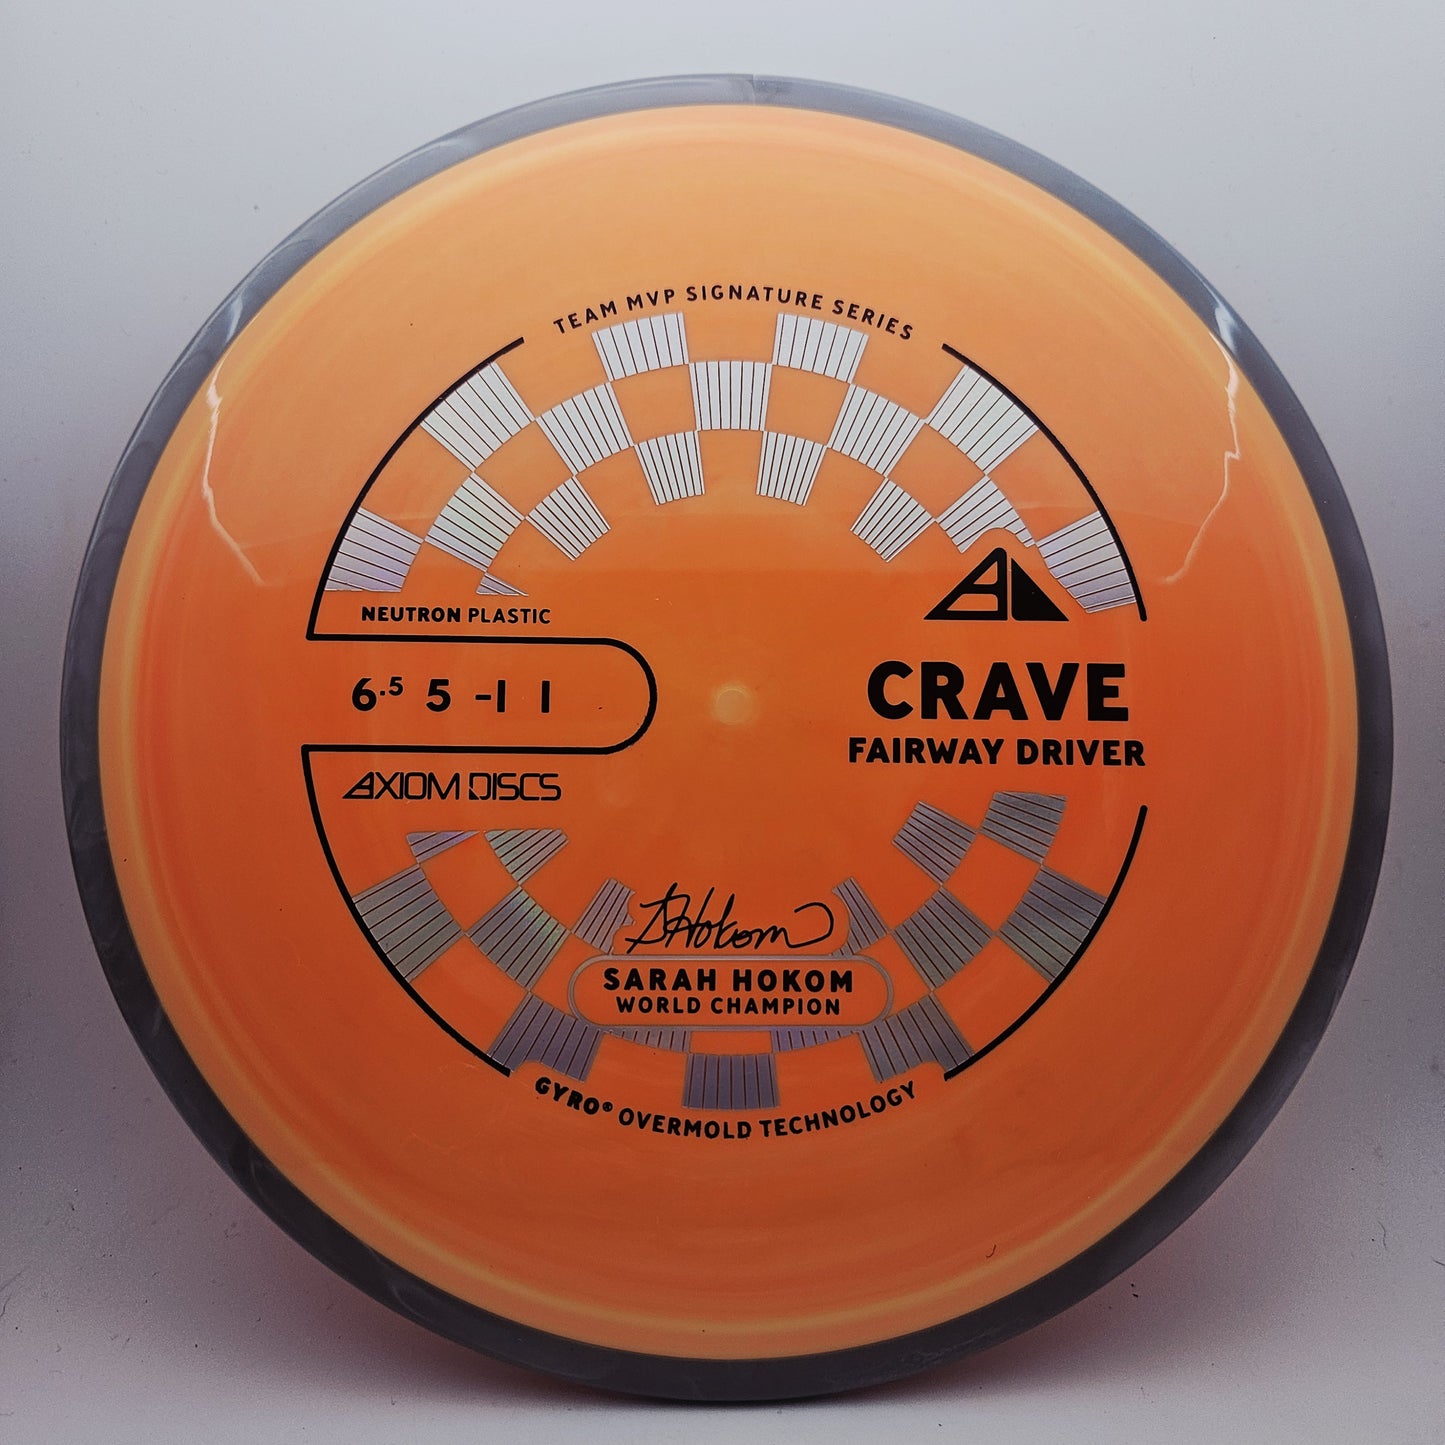 TEAM MVP SIGNATURE SERIES
NEUTRON PLASTIC
6.5 5 -1 1
AXIOM DISCS
CRAVE
FAIRWAY DRIVER
SHokom
SARAH HOKOM
WORLD CHAMPION
GYRO® OVERMOLD TECHNOLOGY